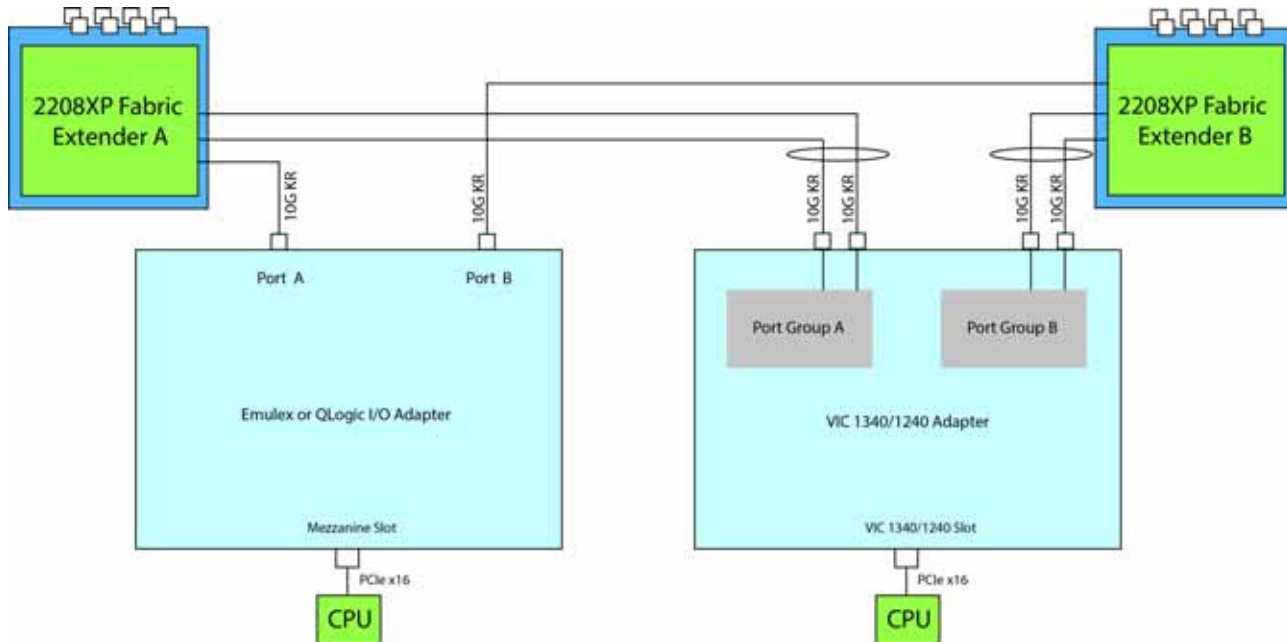 2208XP Fabric
Extender A
2208XP Fabric
Extender B
10G KR
10G KR
10G KR
10G KR
10G KR
10G KR
Port A
Port B
Port Group A
Port Group B
Emulex or QLogic I/O Adapter
VIC 1340/1240 Adapter
Mezzanine Slot
VIC 1340/1240 Slot
PCIe x16
PCIe x16
CPU
CPU